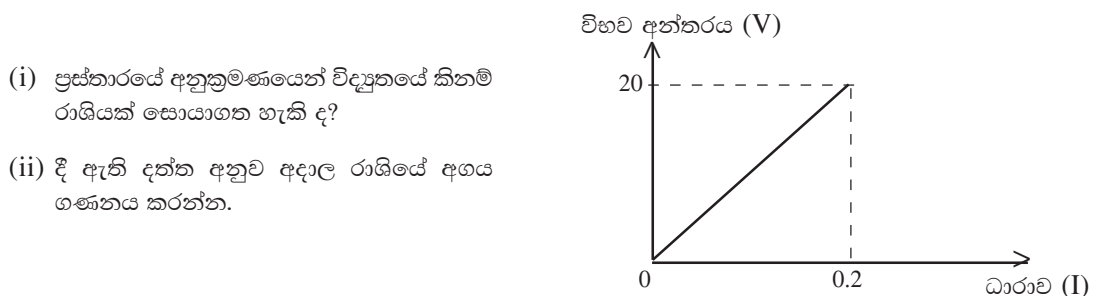 (i) ප්‍රස්තාරයේ අනුක්‍රමණයෙන් විද්‍යුතයේ කිනම්
රාශියක් සොයාගත හැකි ද?
(ii) දී ඇති දත්ත අනුව අදාල රාශියේ අගය
ගණනය කරන්න.
විභව අන්තරය (V)
20
0
0.2
ධාරාව (I)